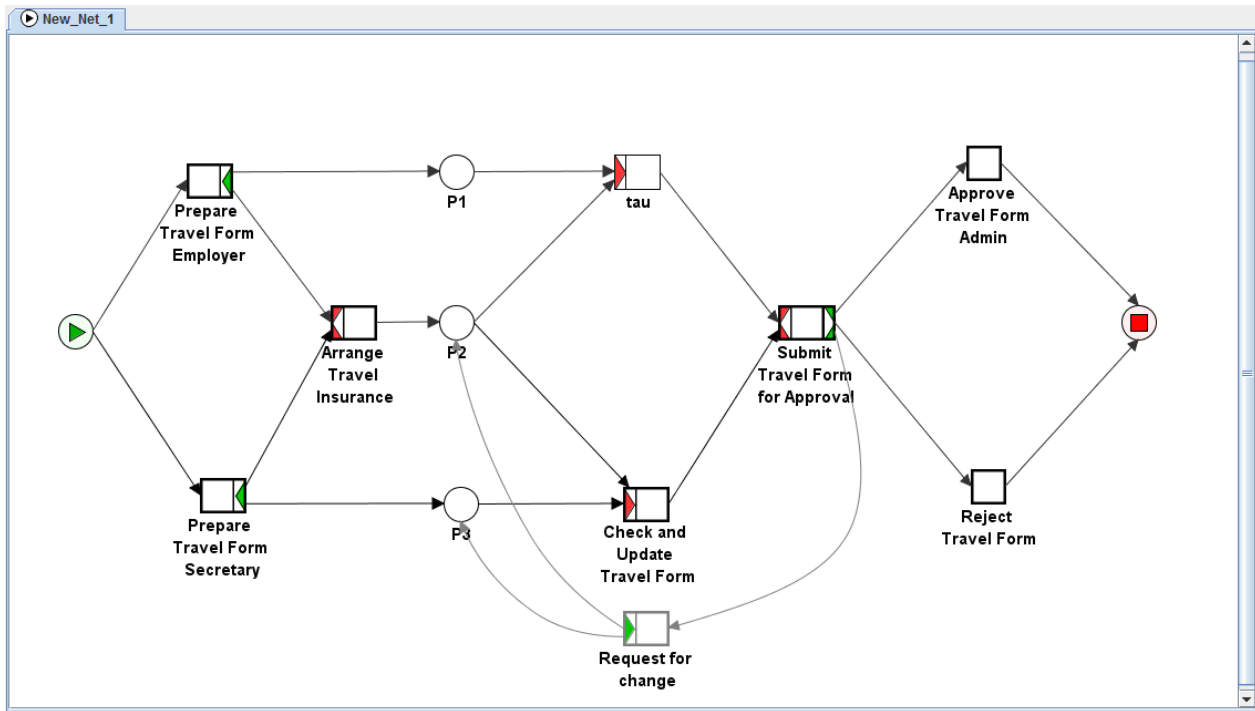 New_Net_1
Prepare
Travel Form
Employer
P1
tau
Approve
Travel Form
Admin
Arrange
Travel
Insurance
P2
Submit
Travel Form
for Approval
Prepare
Travel Form
Secretary
P3
Check and
Update
Travel Form
Reject
Travel Form
Request for
change